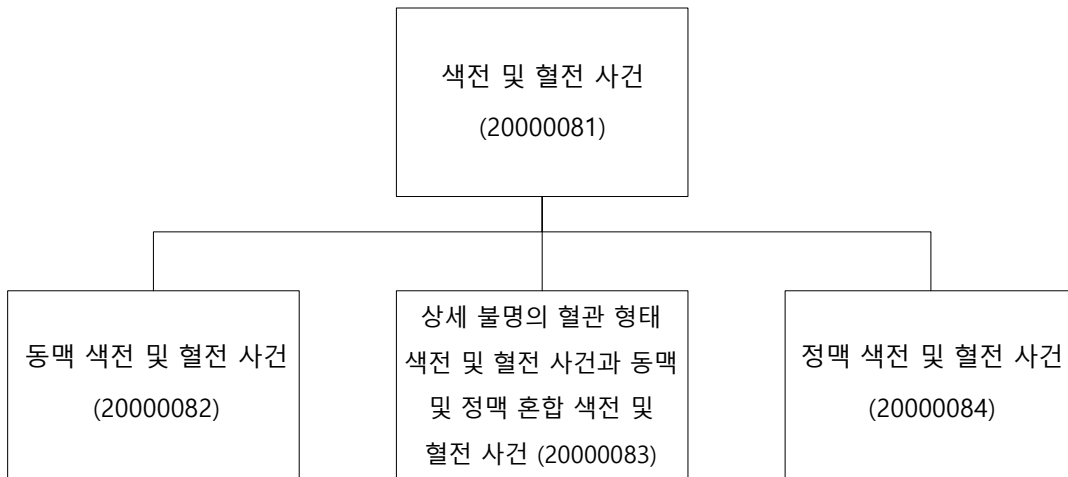 색전 및 혈전 사건
(20000081)
동맥 색전 및 혈전 사건
(20000082)
상세 불명의 혈관 형태
색전 및 혈전 사건과 동맥
및 정맥 혼합 색전 및
혈전 사건 (20000083)
정맥 색전 및 혈전 사건
(20000084)